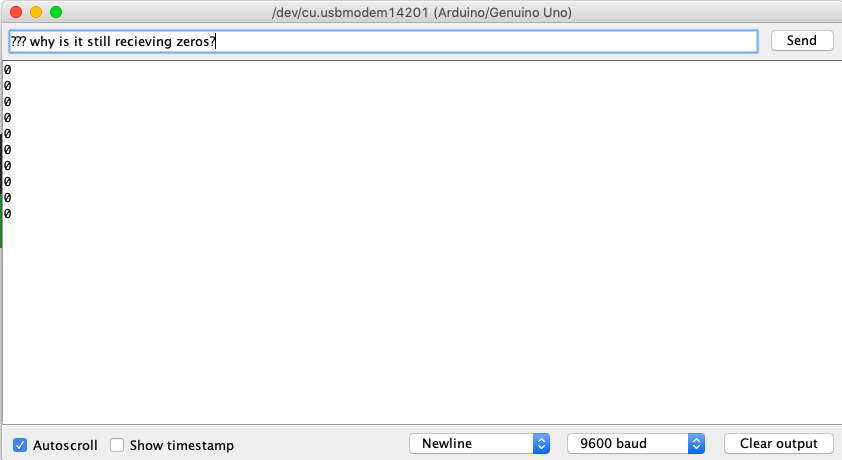 /dev/cu.usbmodem14201 (Arduino/Genuino Uno)
??? why is it still recieving zeros?
Send
0
0
0
0
0
0
0
0
0
0
Autoscroll
Show timestamp
Newline
9600 baud
Clear output